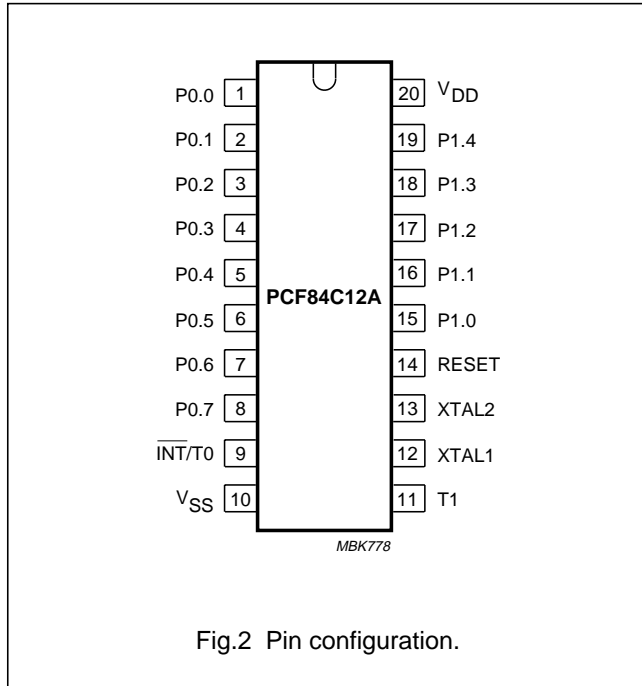 P0.0 1 20 VDD
P0.1 2 19 P1.4
P0.2 3 18 P1.3
P0.3 4 17 P1.2
P0.4 5 16 P1.1
PCF84C12A
P0.5 6 15 P1.0
P0.6 7 14 RESET
P0.7 8 13 XTAL2
INT/T0 9 12 XTAL1
VSS 10 11 T1
MBK778
Fig.2 Pin configuration.